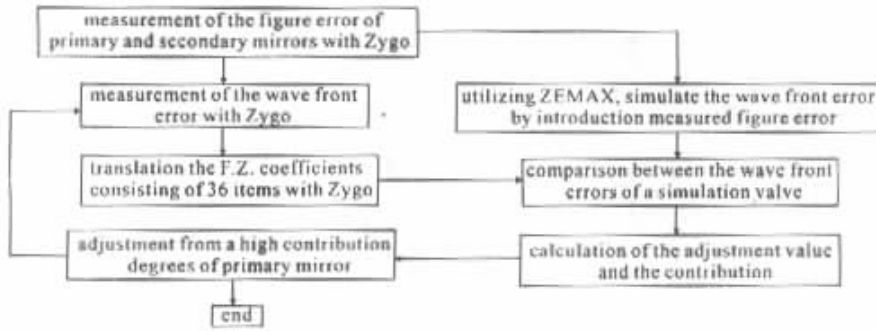 measurement of the figure error of
primary and secondary mirrors with Zygo
measurement of the wave front
error with Zygo
utilizing ZEMAX, simulate the wave front error
by introduction measured figure error
translation the F.Z. coefficients
consisting of 36 items with Zygo
comparison between the wave front
errors of a simulation valve
adjustment from a high contribution
degrees of primary mirror
calculation of the adjustment value
and the contribution
end